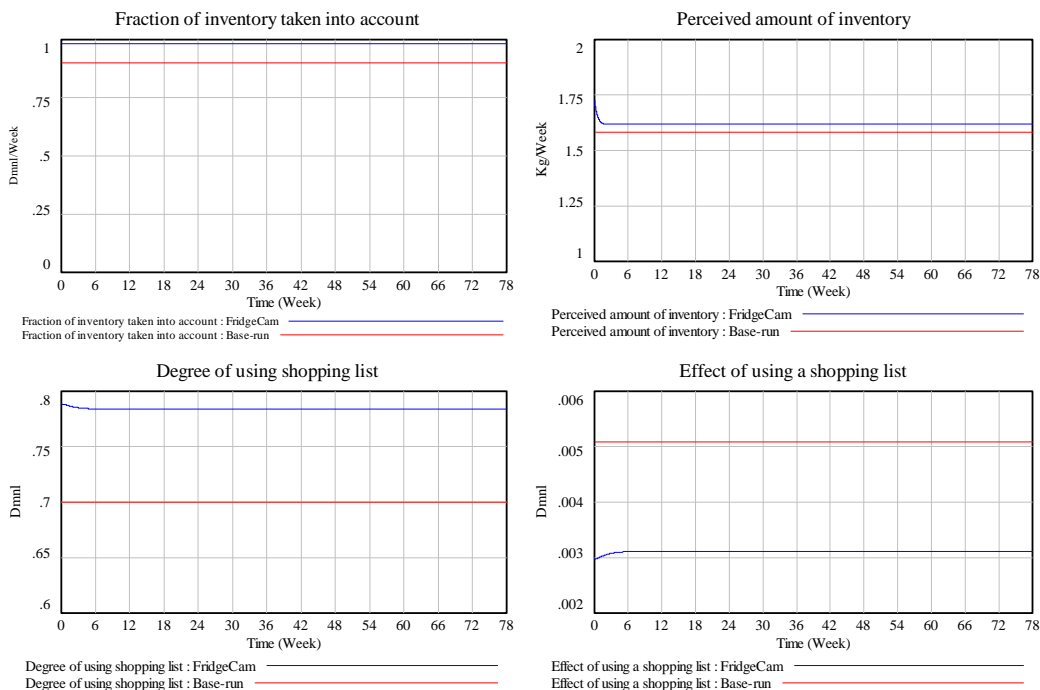 Fraction of inventory taken into account
1
.75
.5
.25
0
Dmnl/Week
0 6 12 18 24 30 36 42 48 54 60 66 72 78
Time (Week)
Fraction of inventory taken into account : FridgeCam
Fraction of inventory taken into account : Base-run
Perceived amount of inventory
2
1.75
1.5
1.25
1
Kg/Week
0 6 12 18 24 30 36 42 48 54 60 66 72 78
Time (Week)
Perceived amount of inventory : FridgeCam
Perceived amount of inventory : Base-run
Degree of using shopping list
.8
.75
.7
.65
.6
Dmnl
0 6 12 18 24 30 36 42 48 54 60 66 72 78
Time (Week)
Degree of using shopping list : FridgeCam
Degree of using shopping list : Base-run
Effect of using a shopping list
.006
.005
.004
.003
.002
Dmnl
0 6 12 18 24 30 36 42 48 54 60 66 72 78
Time (Week)
Effect of using a shopping list : FridgeCam
Effect of using a shopping list : Base-run